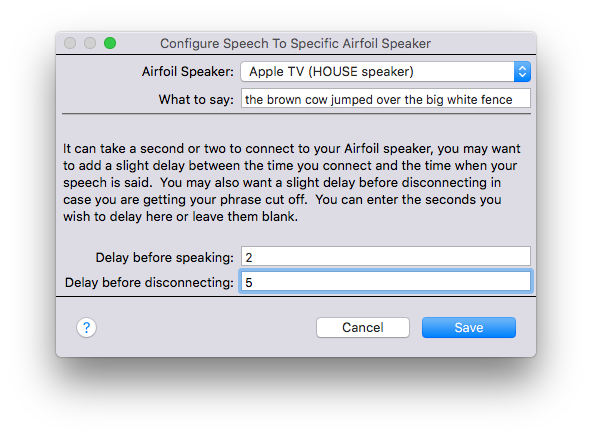 Configure Speech To Specific Airfoil Speaker
Airfoil Speaker: Apple TV (HOUSE speaker)
What to say: the brown cow jumped over the big white fence
It can take a second or two to connect to your Airfoil speaker, you may want
to add a slight delay between the time you connect and the time when your
speech is said.  You may also want a slight delay before disconnecting in
case you are getting your phrase cut off.  You can enter the seconds you
wish to delay here or leave them blank.
Delay before speaking: 2
Delay before disconnecting: 5
? Cancel Save